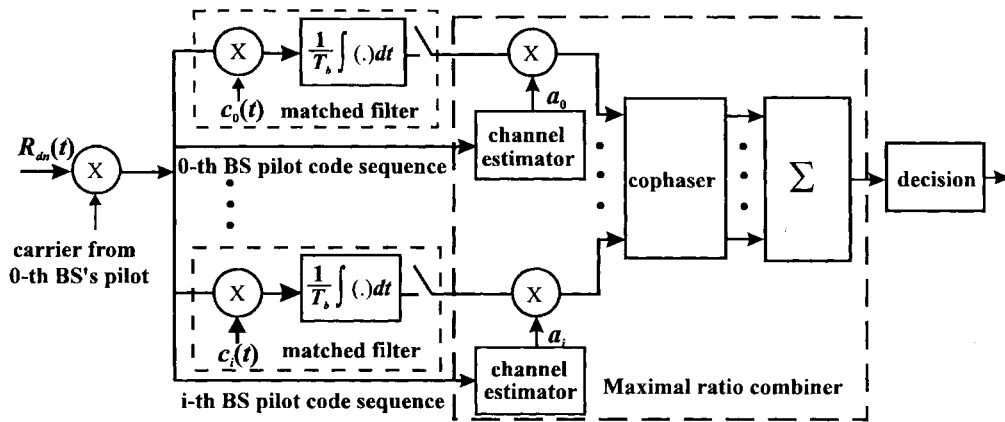 X
1/T_b ∫ (.)dt
c_0(t)
matched filter
X
a_0
R_dn(t)
X
0-th BS pilot code sequence
channel
estimator
cophaser
Σ
decision
carrier from
0-th BS's pilot
X
1/T_b ∫ (.)dt
c_i(t)
matched filter
X
a_i
i-th BS pilot code sequence
channel
estimator
Maximal ratio combiner